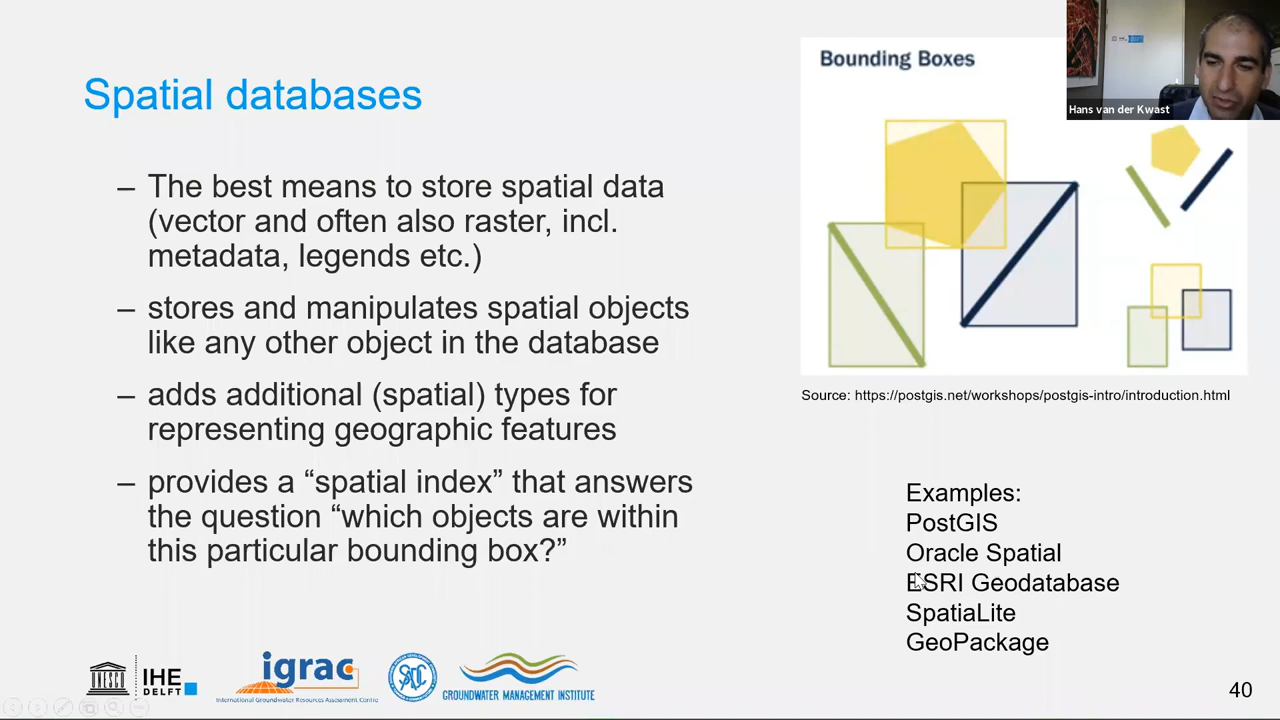 Spatial databases
– The best means to store spatial data
(vector and often also raster, incl.
metadata, legends etc.)
– stores and manipulates spatial objects
like any other object in the database
– adds additional (spatial) types for
representing geographic features
– provides a “spatial index” that answers
the question “which objects are within
this particular bounding box?”
Bounding Boxes
Hans van der Kwast
Source: https://postgis.net/workshops/postgis-intro/introduction.html
Examples:
PostGIS
Oracle Spatial
ESRI Geodatabase
SpatiaLite
GeoPackage
UNESCO
IHE
DELFT
igrac
International Groundwater Resources Assessment Centre
GROUNDWATER MANAGEMENT INSTITUTE
40